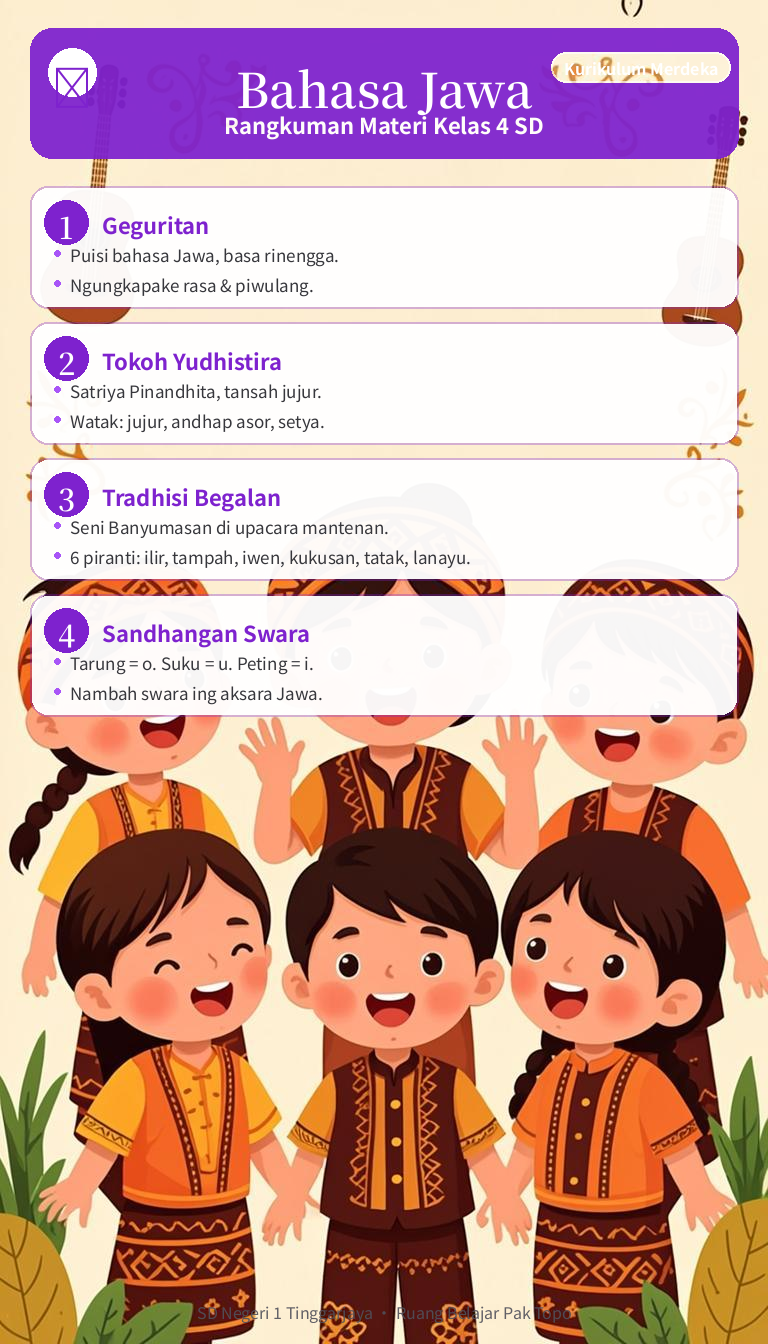 Kurikulum Merdeka
Bahasa Jawa
Rangkuman Materi Kelas 4 SD
1 Geguritan
• Puisi bahasa Jawa, basa rinengga.
• Ngungkapake rasa & piwulang.
2 Tokoh Yudhistira
• Satriya Pinandhita, tansah jujur.
• Watak: jujur, andhap asor, setya.
3 Tradhisi Begalan
• Seni Banyumasan di upacara mantenan.
• 6 piranti: ilir, tampah, iwen, kukusan, tatak, lanayu.
4 Sandhangan Swara
• Tarung = o. Suku = u. Peting = i.
• Nambah swara ing aksara Jawa.
SD Negeri 1 Tinggarjaya • Ruang Belajar Pak Topo